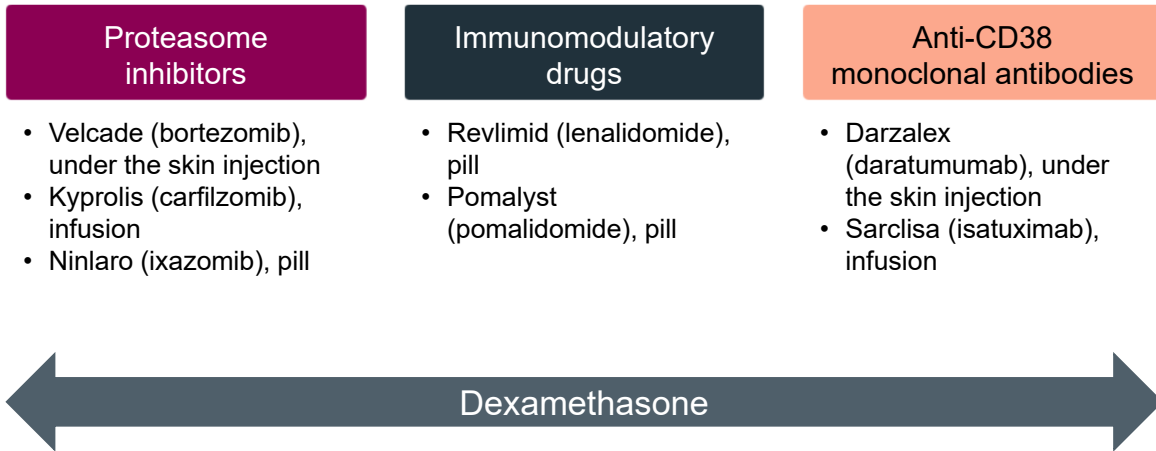 Proteasome
inhibitors
• Velcade (bortezomib),
under the skin injection
• Kyprolis (carfilzomib),
infusion
• Ninlaro (ixazomib), pill
Immunomodulatory
drugs
• Revlimid (lenalidomide),
pill
• Pomalyst
(pomalidomide), pill
Anti-CD38
monoclonal antibodies
• Darzalex
(daratumumab), under
the skin injection
• Sarclisa (isatuximab),
infusion
Dexamethasone